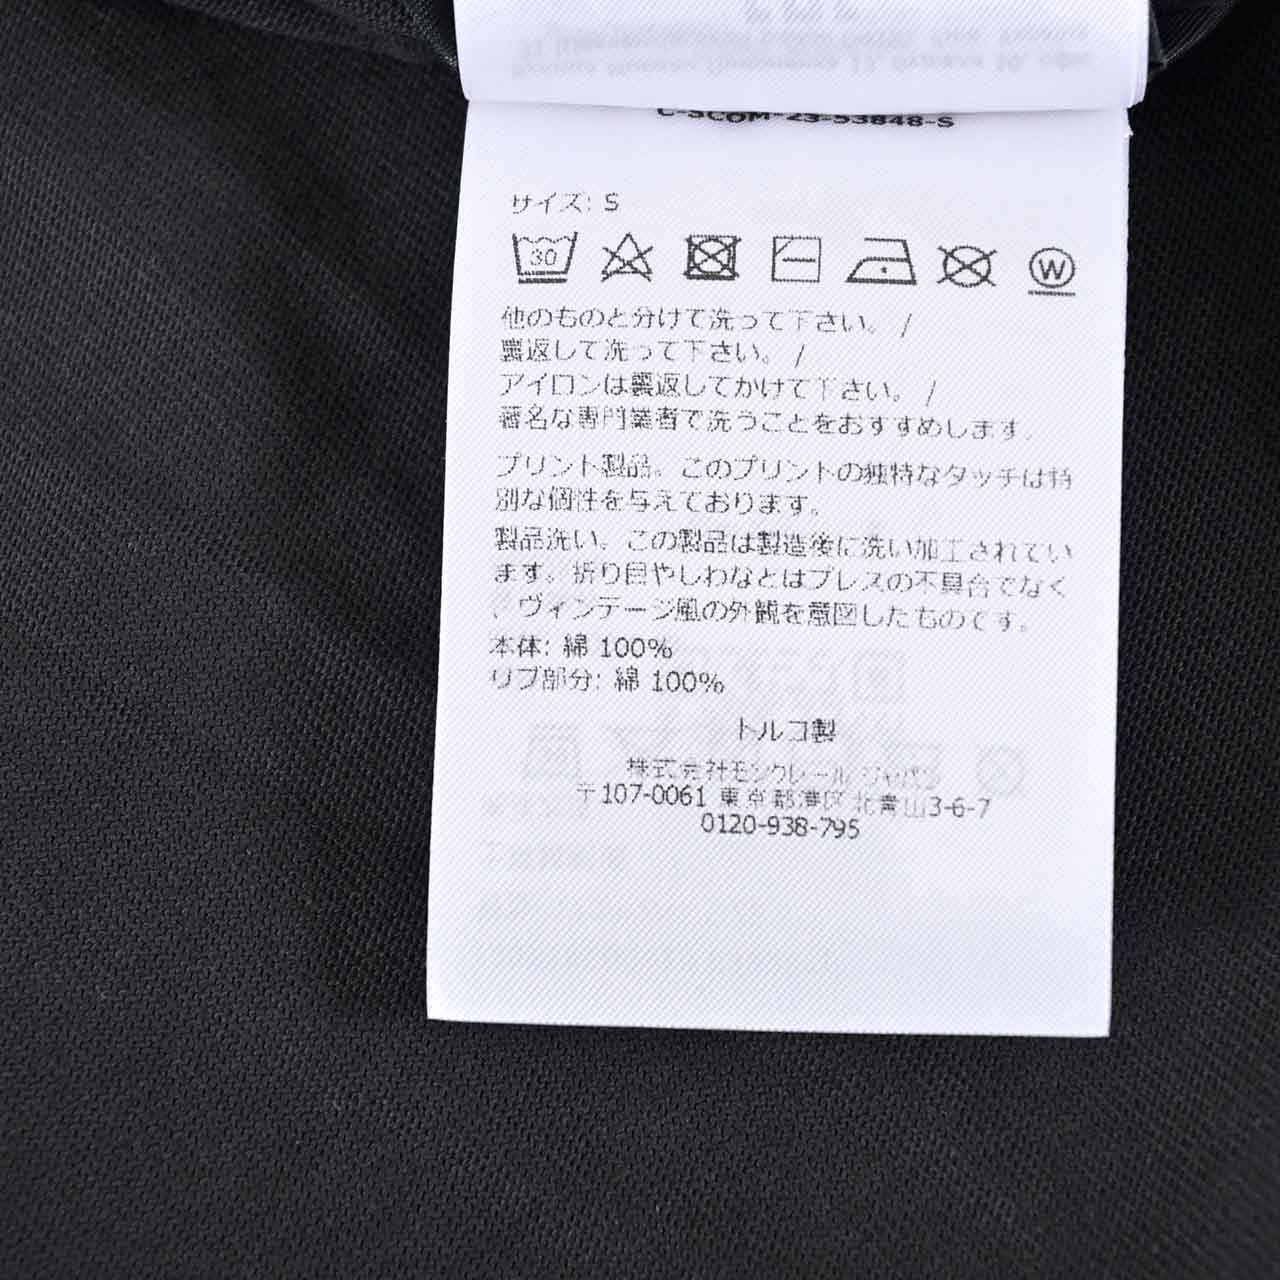 C-SCOM-23-53848-S
サイズ: S
30
W
他のものと分けて洗って下さい。 /
裏返して洗って下さい。 /
アイロンは裏返してかけて下さい。 /
著名な専門業者で洗うことをおすすめします。
プリント製品。このプリントの独特なタッチは特
別な個性を与えております。
製品洗い。この製品は製造後に洗い加工されてい
ます。折り目やしわなとはプレスの不具合でなく
、ヴィンテージ風の外観を意図したものです。
本体: 綿 100%
リブ部分: 綿 100%
トルコ製
株式会社モンクレール ジャパン
〒107-0061 東京都港区北青山3-6-7
0120-938-795